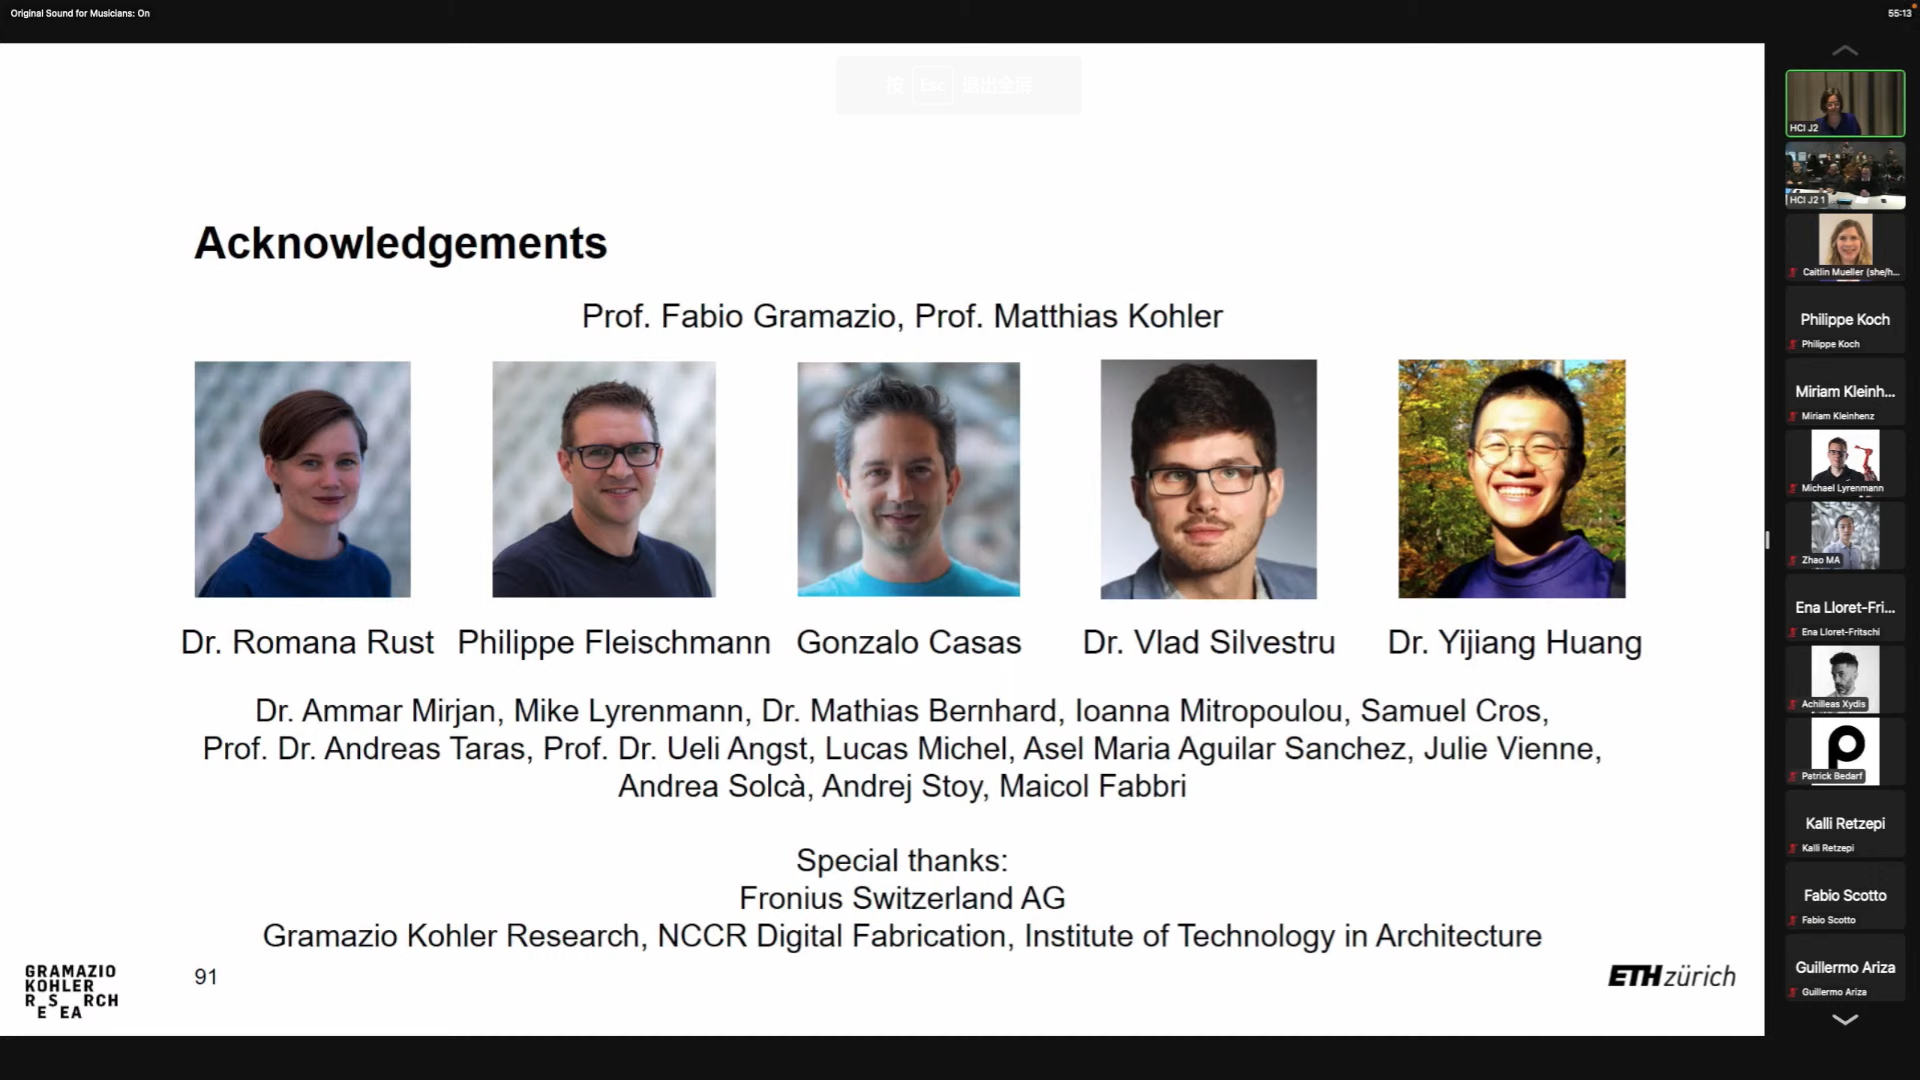 Original Sound for Musicians: On
55:13
按 Esc 退出全屏
Acknowledgements
Prof. Fabio Gramazio, Prof. Matthias Kohler
Dr. Romana Rust
Philippe Fleischmann
Gonzalo Casas
Dr. Vlad Silvestru
Dr. Yijiang Huang
Dr. Ammar Mirjan, Mike Lyrenmann, Dr. Mathias Bernhard, Ioanna Mitropoulou, Samuel Cros,
Prof. Dr. Andreas Taras, Prof. Dr. Ueli Angst, Lucas Michel, Asel Maria Aguilar Sanchez, Julie Vienne,
Andrea Solcà, Andrej Stoy, Maicol Fabbri
Special thanks:
Fronius Switzerland AG
Gramazio Kohler Research, NCCR Digital Fabrication, Institute of Technology in Architecture
GRAMAZIO
KOHLER
R S RCH
E EA
91
ETH zürich
HCI J2
HCI J2 1
Caitlin Mueller (she/h...
Philippe Koch
Philippe Koch
Miriam Kleinh...
Miriam Kleinhenz
Michael Lyrenmann
Zhao MA
Ena Lloret-Fri...
Ena Lloret-Fritschi
Achilleas Xydis
Patrick Bedarf
Kalli Retzepi
Kalli Retzepi
Fabio Scotto
Fabio Scotto
Guillermo Ariza
Guillermo Ariza